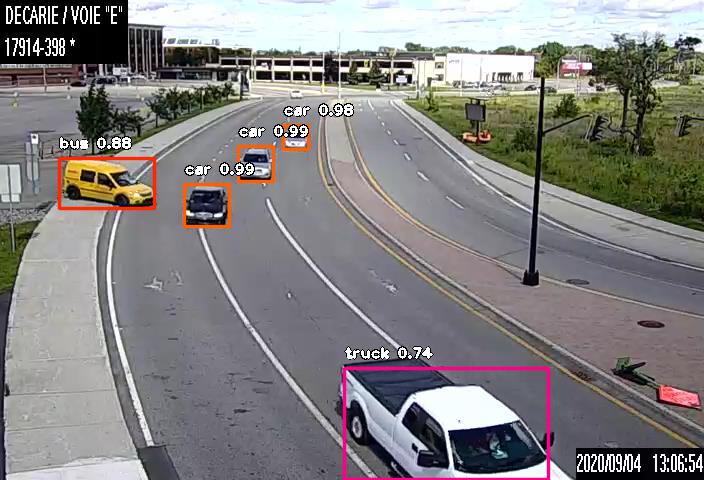 DECARIE / VOIE "E"
17914-398 *
car 0.98
car 0.99
bus 0.88
car 0.99
truck 0.74
2020/09/04 13:06:54